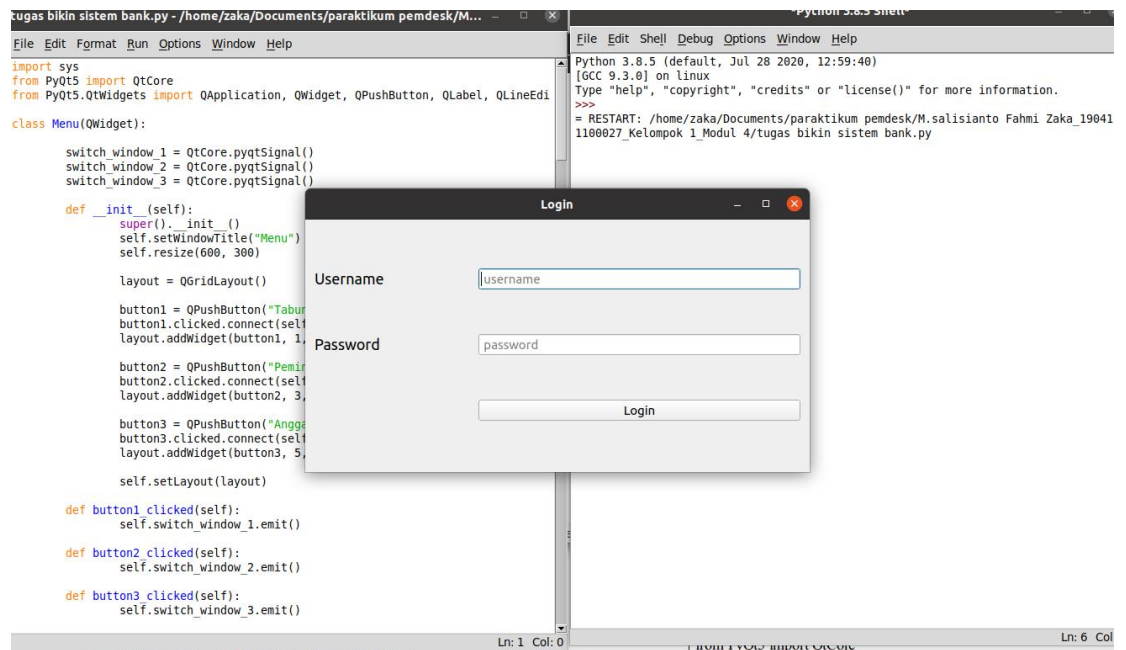 tugas bikin sistem bank.py - /home/zaka/Documents/paraktikum pemdesk/M...
File Edit Format Run Options Window Help
import sys
from PyQt5 import QtCore
from PyQt5.QtWidgets import QApplication, QWidget, QPushButton, QLabel, QLineEdi
class Menu(QWidget):
switch_window_1 = QtCore.pyqtSignal()
switch_window_2 = QtCore.pyqtSignal()
switch_window_3 = QtCore.pyqtSignal()
def __init__(self):
super().__init__()
self.setWindowTitle("Menu")
self.resize(600, 300)
layout = QGridLayout()
button1 = QPushButton("Tabun
button1.clicked.connect(self
layout.addWidget(button1, 1,
button2 = QPushButton("Pemin
button2.clicked.connect(self
layout.addWidget(button2, 3,
button3 = QPushButton("Angga
button3.clicked.connect(self
layout.addWidget(button3, 5,
self.setLayout(layout)
def button1_clicked(self):
self.switch_window_1.emit()
def button2_clicked(self):
self.switch_window_2.emit()
def button3_clicked(self):
self.switch_window_3.emit()
Ln: 1 Col: 0
*Python 3.8.5 Shell*
File Edit Shell Debug Options Window Help
Python 3.8.5 (default, Jul 28 2020, 12:59:40)
[GCC 9.3.0] on linux
Type "help", "copyright", "credits" or "license()" for more information.
>>>
= RESTART: /home/zaka/Documents/paraktikum pemdesk/M.salisianto Fahmi Zaka_19041
1100027_Kelompok 1_Modul 4/tugas bikin sistem bank.py
Ln: 6 Col
Login
Username
username
Password
password
Login
from PyQt5 import QtCore